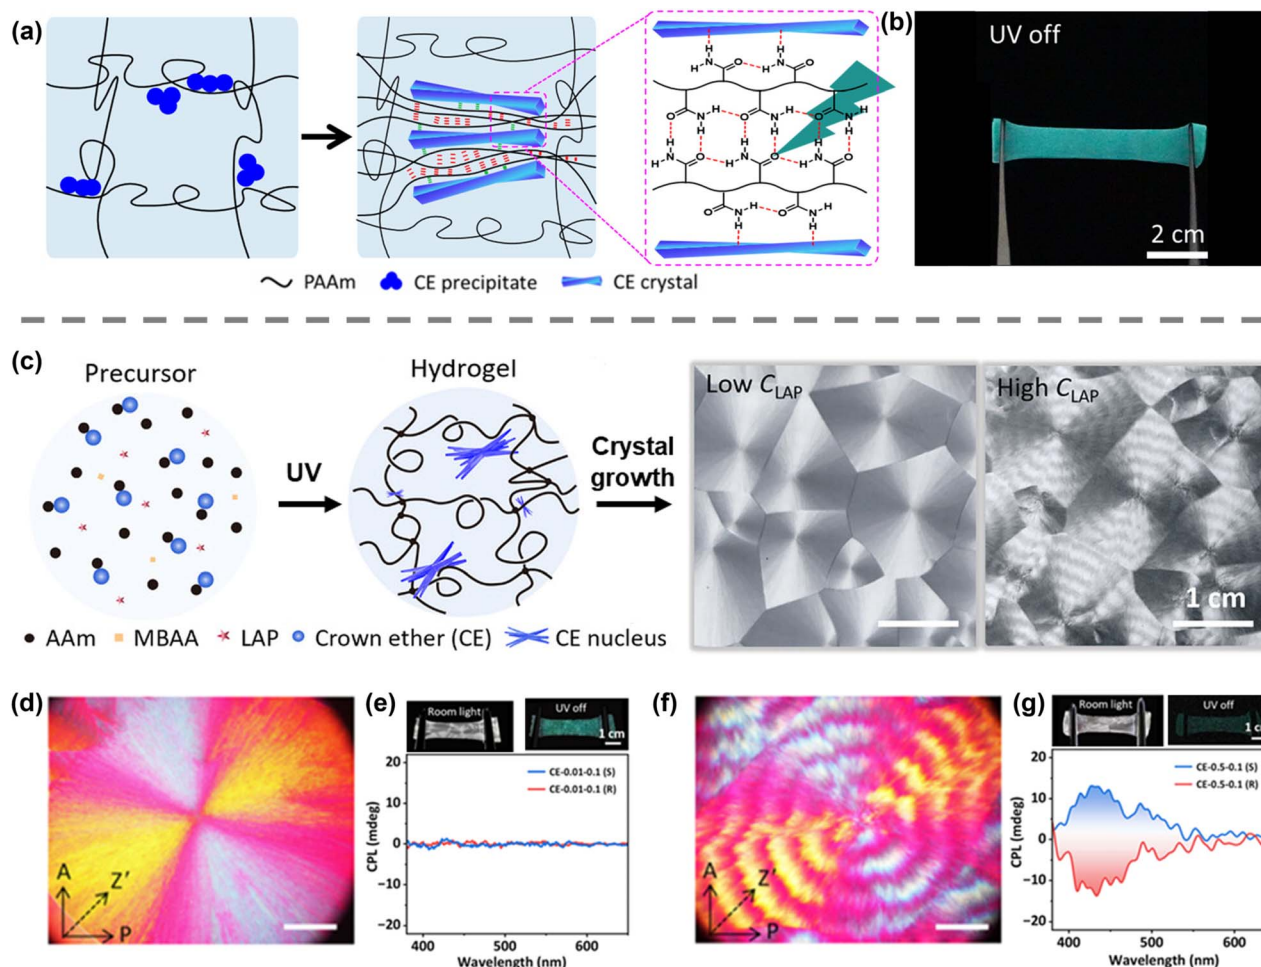 (a)
H
N
O
PAAm
CE precipitate
CE crystal
(b)
UV off
2 cm
(c)
Precursor
UV
Hydrogel
Crystal
growth
Low C_LAP
High C_LAP
1 cm
AAm
MBAA
LAP
Crown ether (CE)
CE nucleus
(d)
A
Z′
P
(e)
Room light
UV off
1 cm
CE-0.01-0.1 (S)
CE-0.01-0.1 (R)
CPL (mdeg)
20
10
0
−10
−20
400
500
600
Wavelength (nm)
(f)
A
Z′
P
(g)
Room light
UV off
1 cm
CE-0.5-0.1 (S)
CE-0.5-0.1 (R)
CPL (mdeg)
20
10
0
−10
−20
400
500
600
Wavelength (nm)